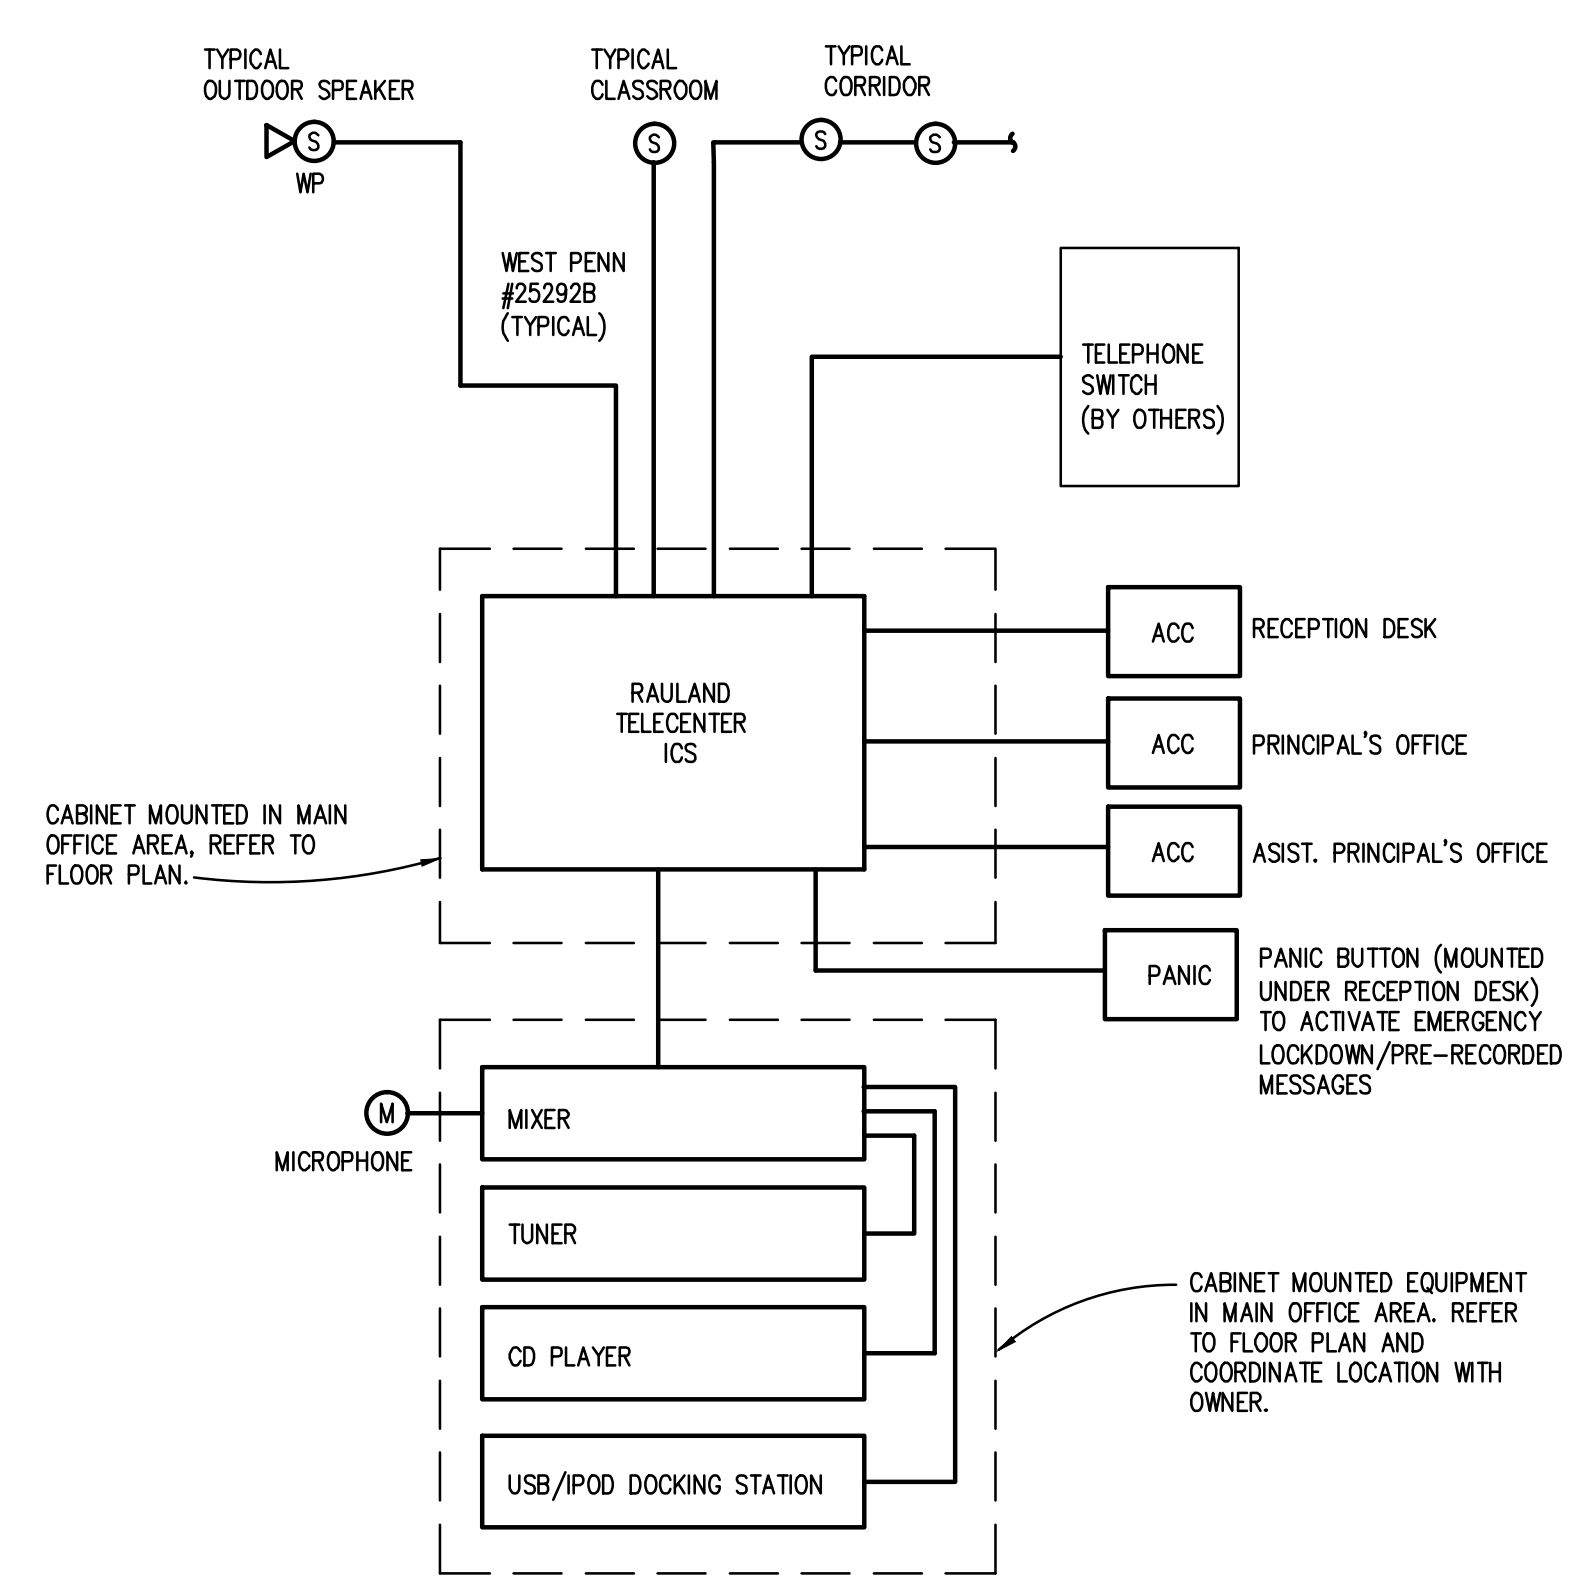 TYPICAL
OUTDOOR SPEAKER
S
WP
TYPICAL
CLASSROOM
S
TYPICAL
CORRIDOR
S
S
WEST PENN
#25292B
(TYPICAL)
TELEPHONE
SWITCH
(BY OTHERS)
RAULAND
TELECENTER
ICS
ACC
RECEPTION DESK
ACC
PRINCIPAL'S OFFICE
ACC
ASIST. PRINCIPAL'S OFFICE
CABINET MOUNTED IN MAIN
OFFICE AREA, REFER TO
FLOOR PLAN.
PANIC
PANIC BUTTON (MOUNTED
UNDER RECEPTION DESK)
TO ACTIVATE EMERGENCY
LOCKDOWN/PRE-RECORDED
MESSAGES
M
MICROPHONE
MIXER
TUNER
CD PLAYER
USB/IPOD DOCKING STATION
CABINET MOUNTED EQUIPMENT
IN MAIN OFFICE AREA. REFER
TO FLOOR PLAN AND
COORDINATE LOCATION WITH
OWNER.